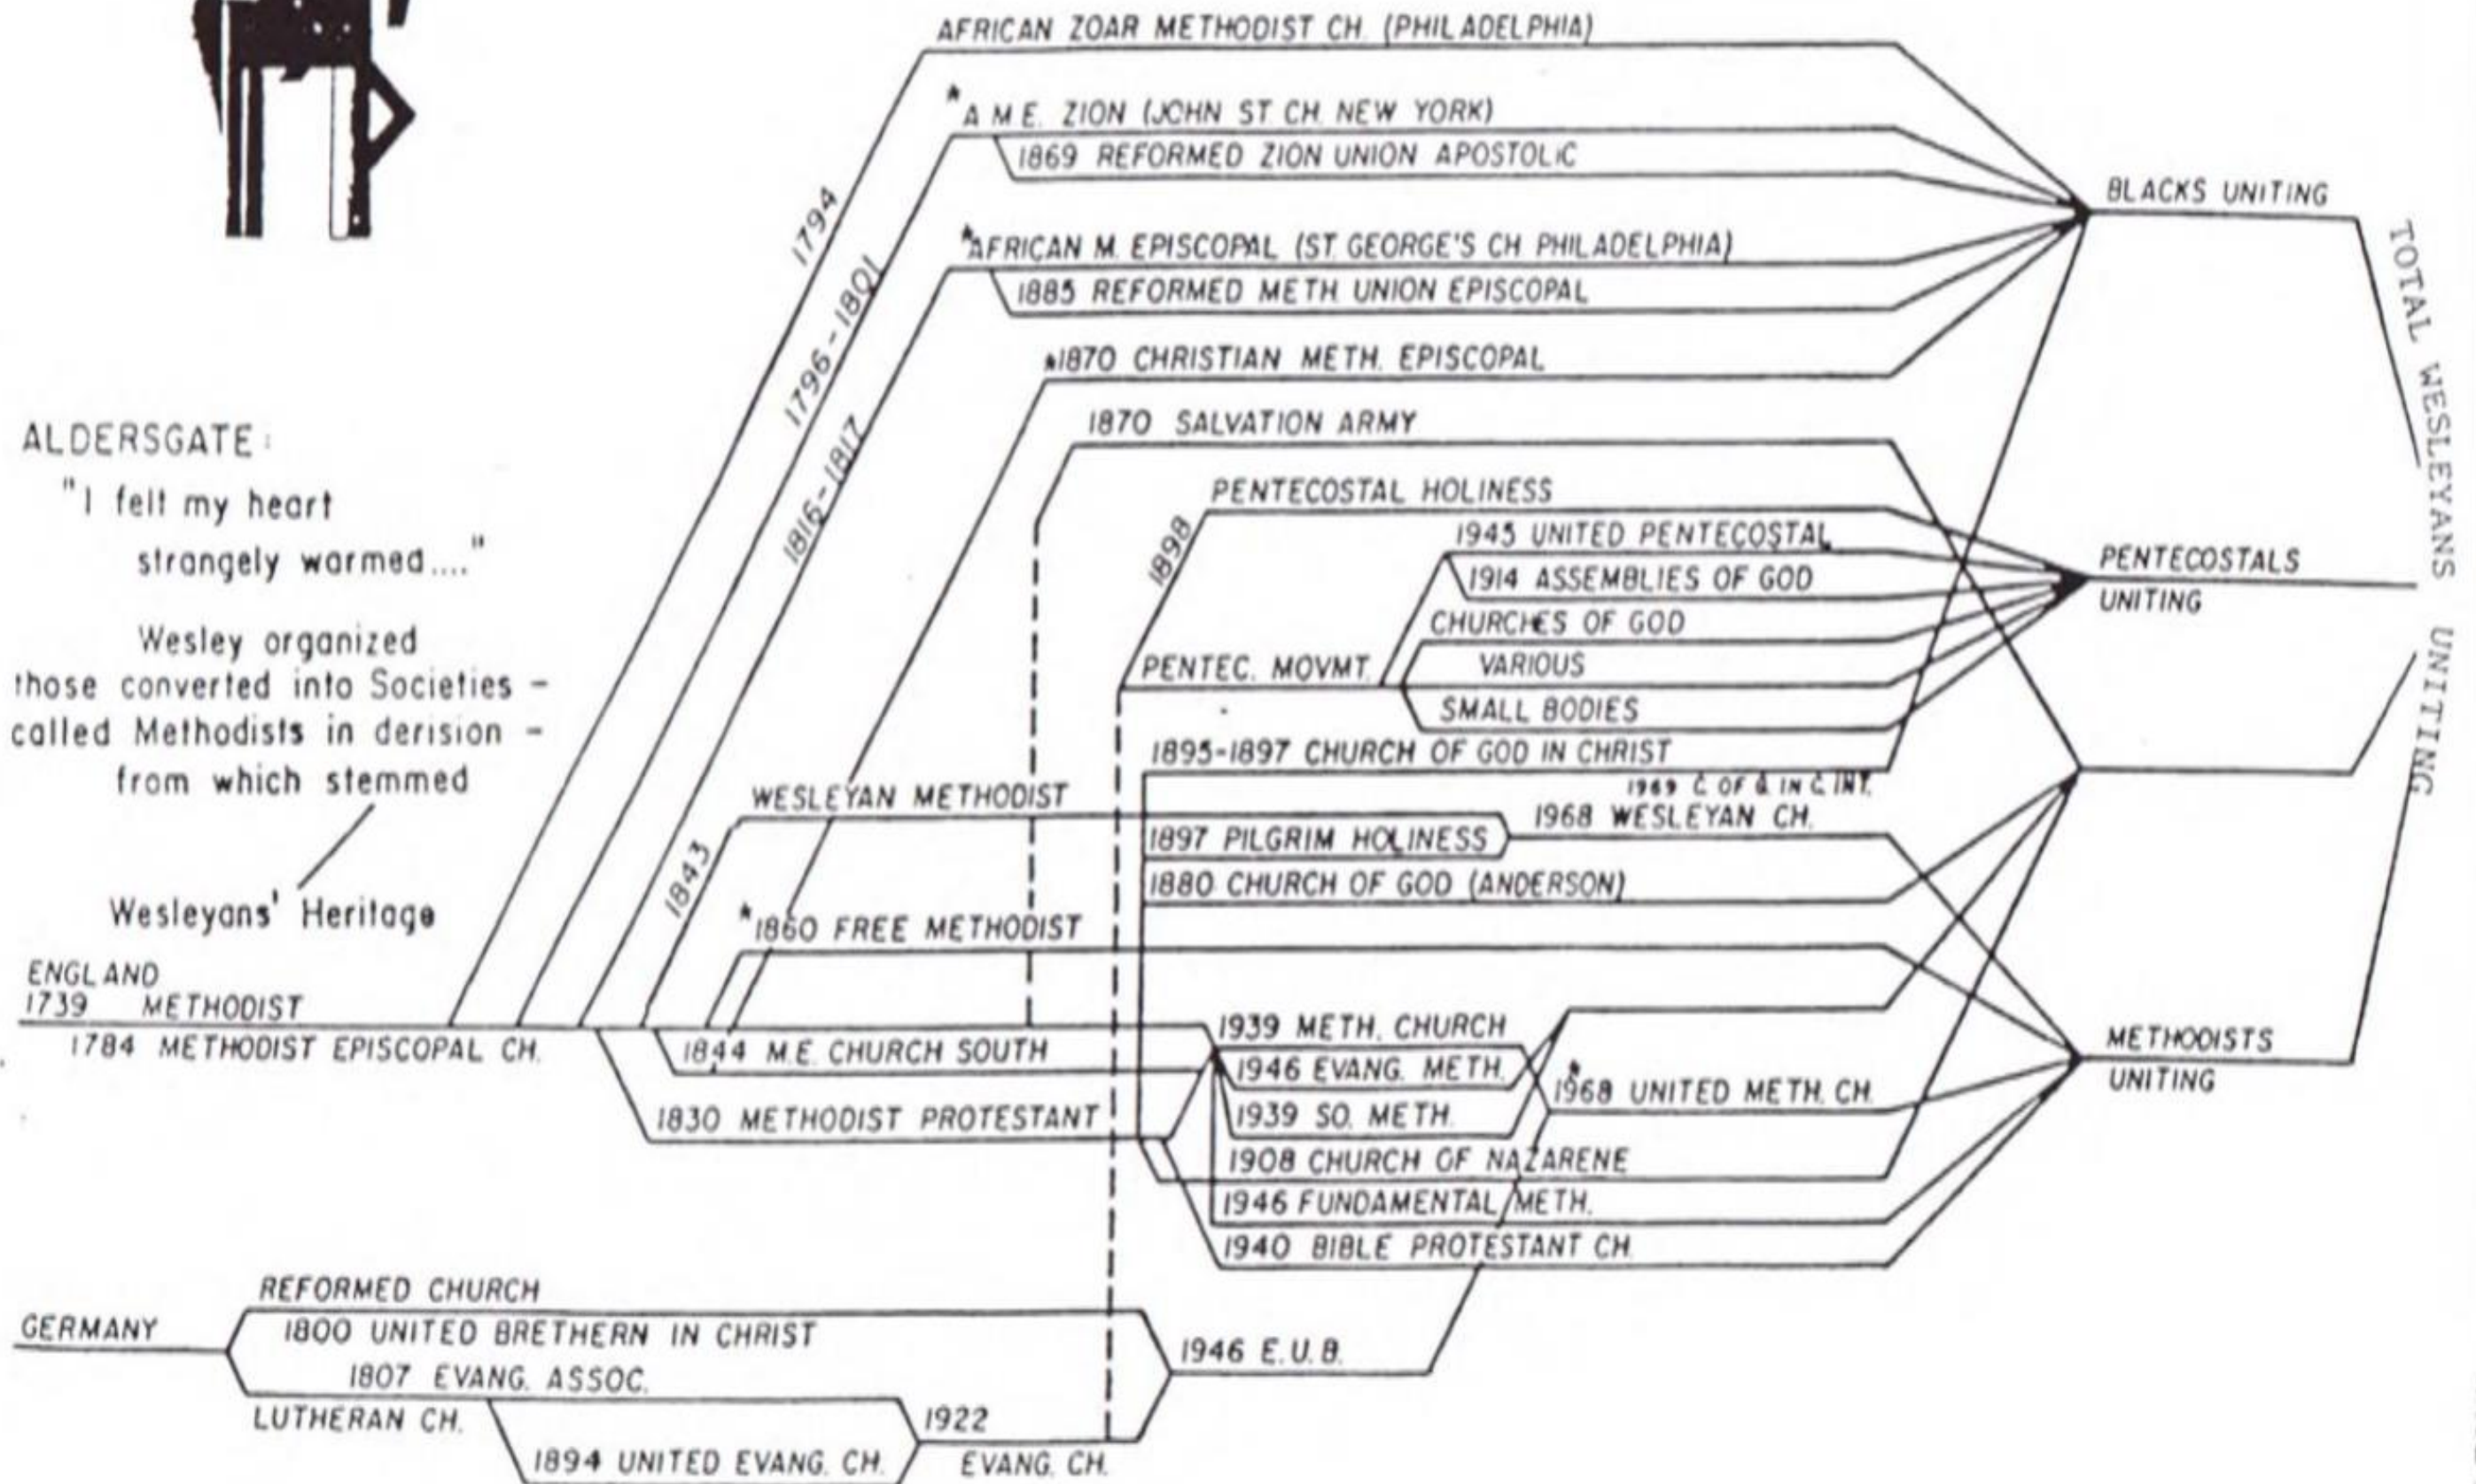 AFRICAN ZOAR METHODIST CH. (PHILADELPHIA)
*A M E. ZION (JOHN ST CH. NEW YORK)
1869 REFORMED ZION UNION APOSTOLIC
BLACKS UNITING
1794
1796-1801
*AFRICAN M. EPISCOPAL (ST. GEORGE'S CH PHILADELPHIA)
1885 REFORMED METH. UNION EPISCOPAL
*1870 CHRISTIAN METH. EPISCOPAL
1816-1817
1870 SALVATION ARMY
TOTAL WESLEYANS UNITING
ALDERSGATE:
"I felt my heart
strangely warmed...."
Wesley organized
those converted into Societies -
called Methodists in derision -
from which stemmed
Wesleyans' Heritage
1898
PENTECOSTAL HOLINESS
1945 UNITED PENTECOSTAL
1914 ASSEMBLIES OF GOD
CHURCHES OF GOD
PENTEC. MOVMT.
VARIOUS
SMALL BODIES
PENTECOSTALS
UNITING
1895-1897 CHURCH OF GOD IN CHRIST
1969 C. OF G. IN C. INT.
1843
WESLEYAN METHODIST
1897 PILGRIM HOLINESS
1968 WESLEYAN CH.
1880 CHURCH OF GOD (ANDERSON)
*1860 FREE METHODIST
ENGLAND
1739 METHODIST
1784 METHODIST EPISCOPAL CH.
1844 M.E. CHURCH SOUTH
1830 METHODIST PROTESTANT
1939 METH. CHURCH
1946 EVANG. METH.
1939 SO. METH.
*1968 UNITED METH. CH.
1908 CHURCH OF NAZARENE
1946 FUNDAMENTAL METH.
1940 BIBLE PROTESTANT CH.
METHODISTS
UNITING
GERMANY
REFORMED CHURCH
1800 UNITED BRETHERN IN CHRIST
1807 EVANG. ASSOC.
LUTHERAN CH.
1894 UNITED EVANG. CH.
1922
EVANG. CH.
1946 E.U.B.